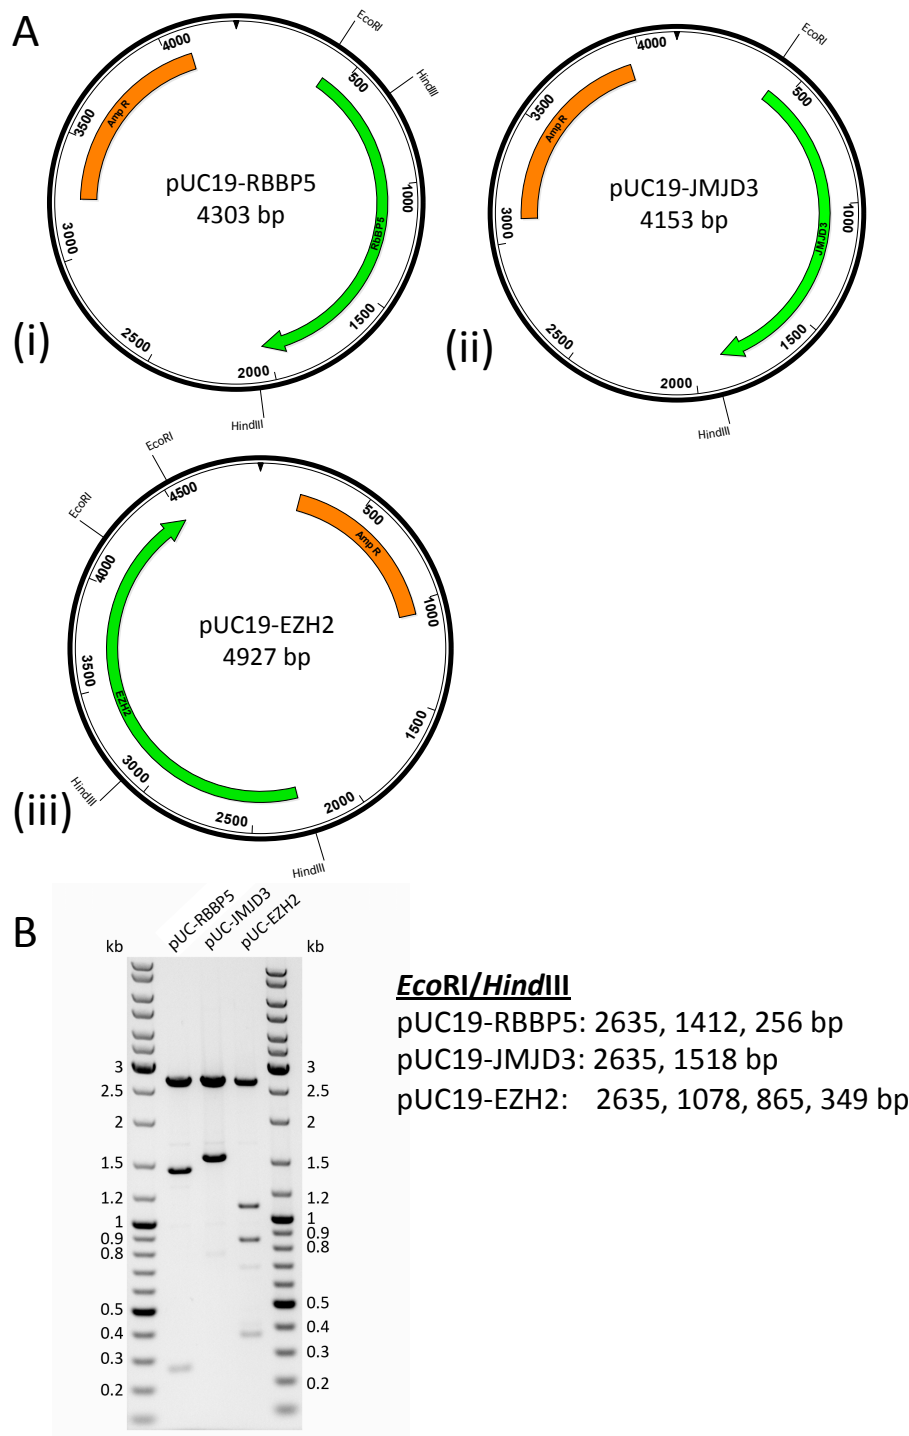 A
EcoRI
HindIII
500
1000
1500
2000
2500
3000
3500
4000
Amp R
RbBP5
pUC19-RBBP5
4303 bp
HindIII
(i)
EcoRI
500
1000
1500
2000
2500
3000
3500
4000
Amp R
JMJD3
pUC19-JMJD3
4153 bp
HindIII
(ii)
EcoRI
EcoRI
500
1000
1500
2000
2500
3000
3500
4000
4500
Amp R
EZH2
pUC19-EZH2
4927 bp
HindIII
HindIII
(iii)
B
pUC-RBBP5
pUC-JMJD3
pUC-EZH2
kb
3
2.5
2
1.5
1.2
1
0.9
0.8
0.5
0.4
0.3
0.2
kb
3
2.5
2
1.5
1.2
1
0.9
0.8
0.5
0.4
0.3
0.2
EcoRI/HindIII
pUC19-RBBP5: 2635, 1412, 256 bp
pUC19-JMJD3: 2635, 1518 bp
pUC19-EZH2: 2635, 1078, 865, 349 bp